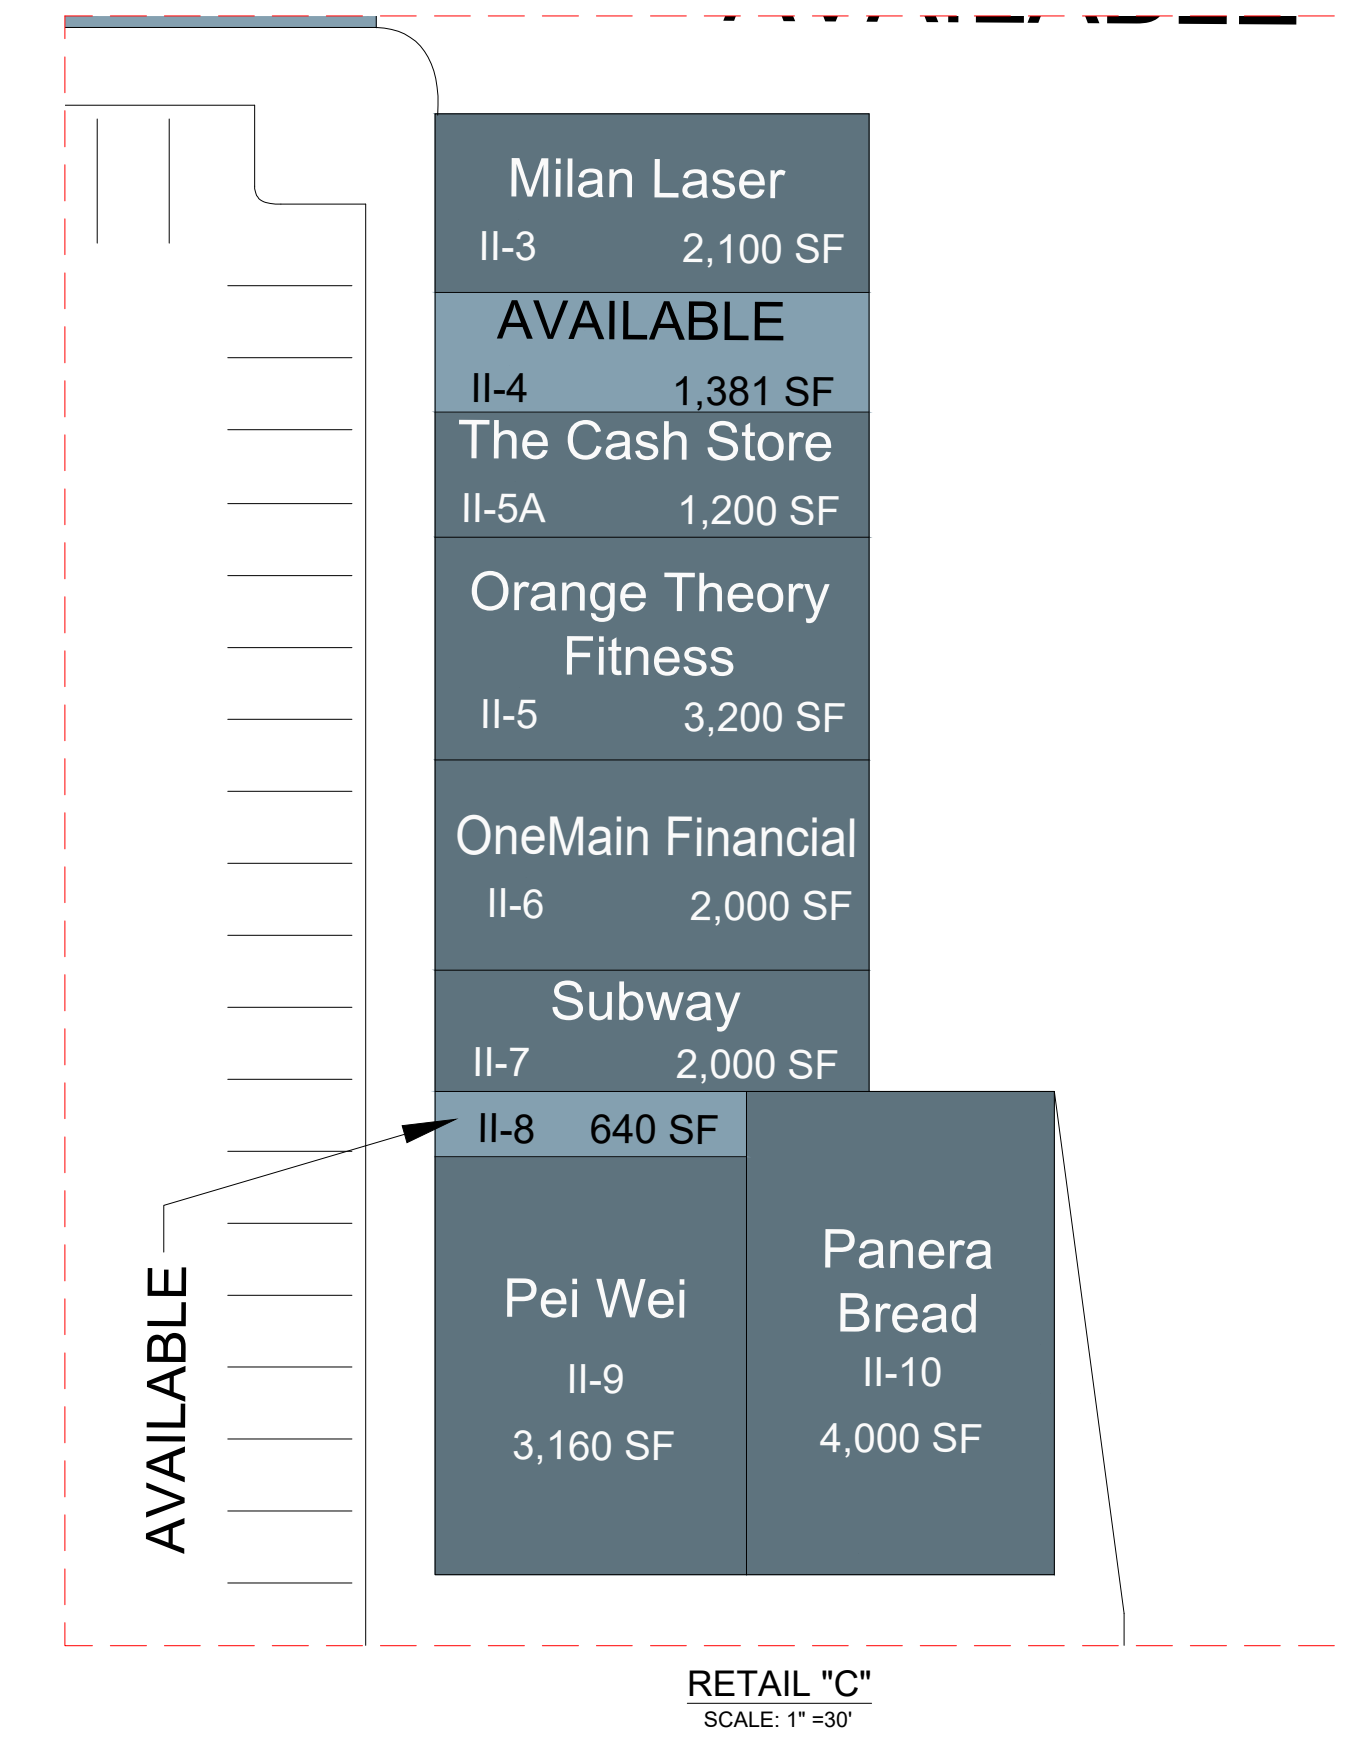 AVAILABLE
Milan Laser
II-3 2,100 SF
AVAILABLE
II-4 1,381 SF
The Cash Store
II-5A 1,200 SF
Orange Theory
Fitness
II-5 3,200 SF
OneMain Financial
II-6 2,000 SF
Subway
II-7 2,000 SF
II-8 640 SF
AVAILABLE
Pei Wei
II-9
3,160 SF
Panera
Bread
II-10
4,000 SF
RETAIL "C"
SCALE: 1" =30'